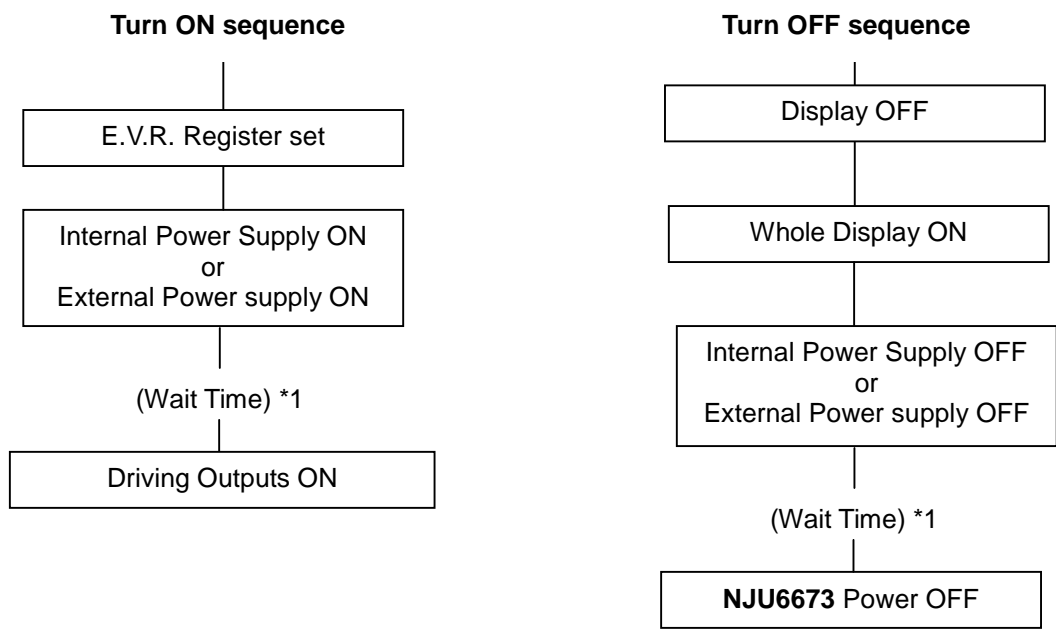 Turn ON sequence
E.V.R. Register set
Internal Power Supply ON
or
External Power supply ON
(Wait Time) *1
Driving Outputs ON
Turn OFF sequence
Display OFF
Whole Display ON
Internal Power Supply OFF
or
External Power supply OFF
(Wait Time) *1
NJU6673 Power OFF